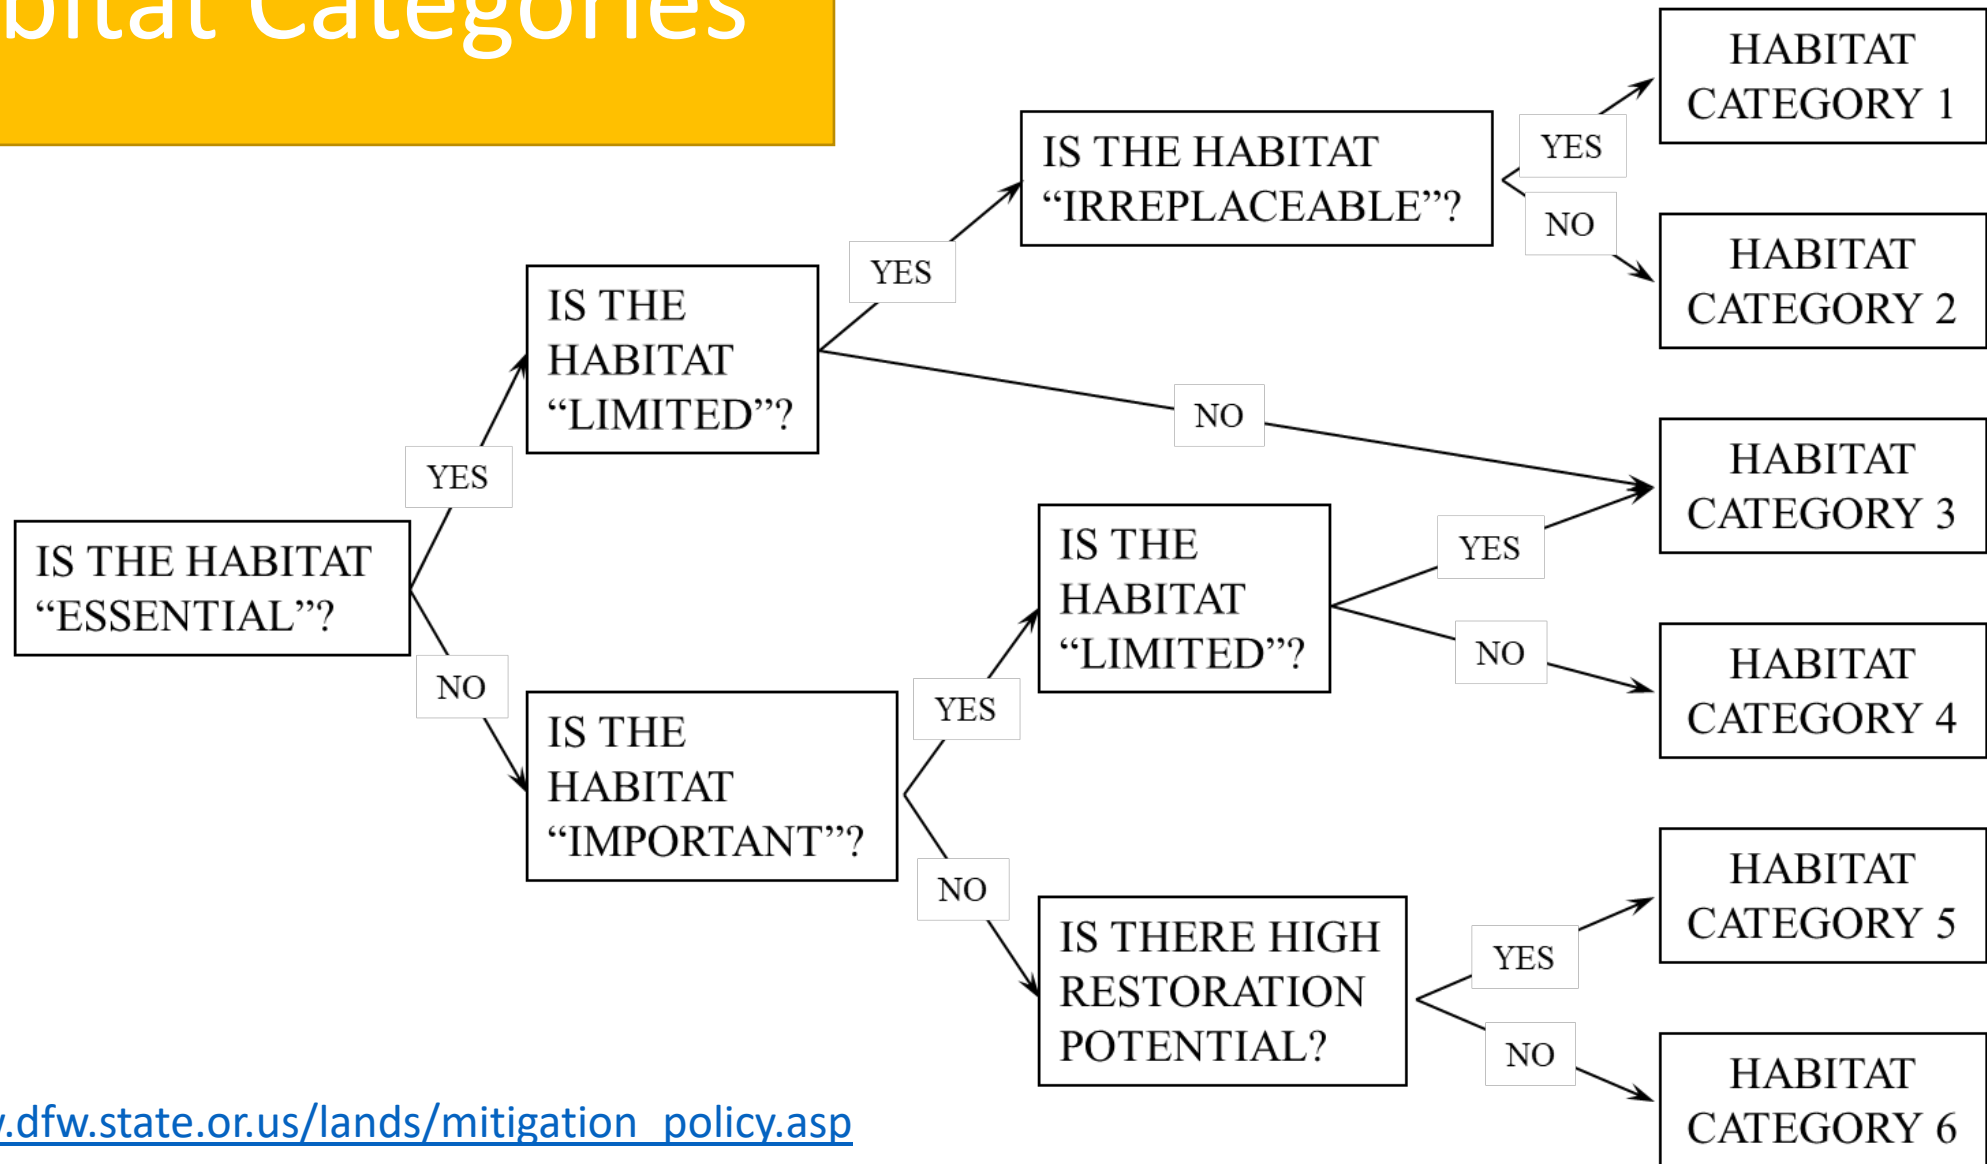 bitat Categories
HABITAT
CATEGORY 1
IS THE HABITAT
“IRREPLACEABLE”?
YES
NO
HABITAT
CATEGORY 2
YES
IS THE
HABITAT
“LIMITED”?
NO
HABITAT
CATEGORY 3
YES
IS THE HABITAT
“ESSENTIAL”?
IS THE
HABITAT
“LIMITED”?
YES
NO
HABITAT
CATEGORY 4
NO
IS THE
HABITAT
“IMPORTANT”?
YES
NO
IS THERE HIGH
RESTORATION
POTENTIAL?
YES
HABITAT
CATEGORY 5
NO
HABITAT
CATEGORY 6
.dfw.state.or.us/lands/mitigation_policy.asp